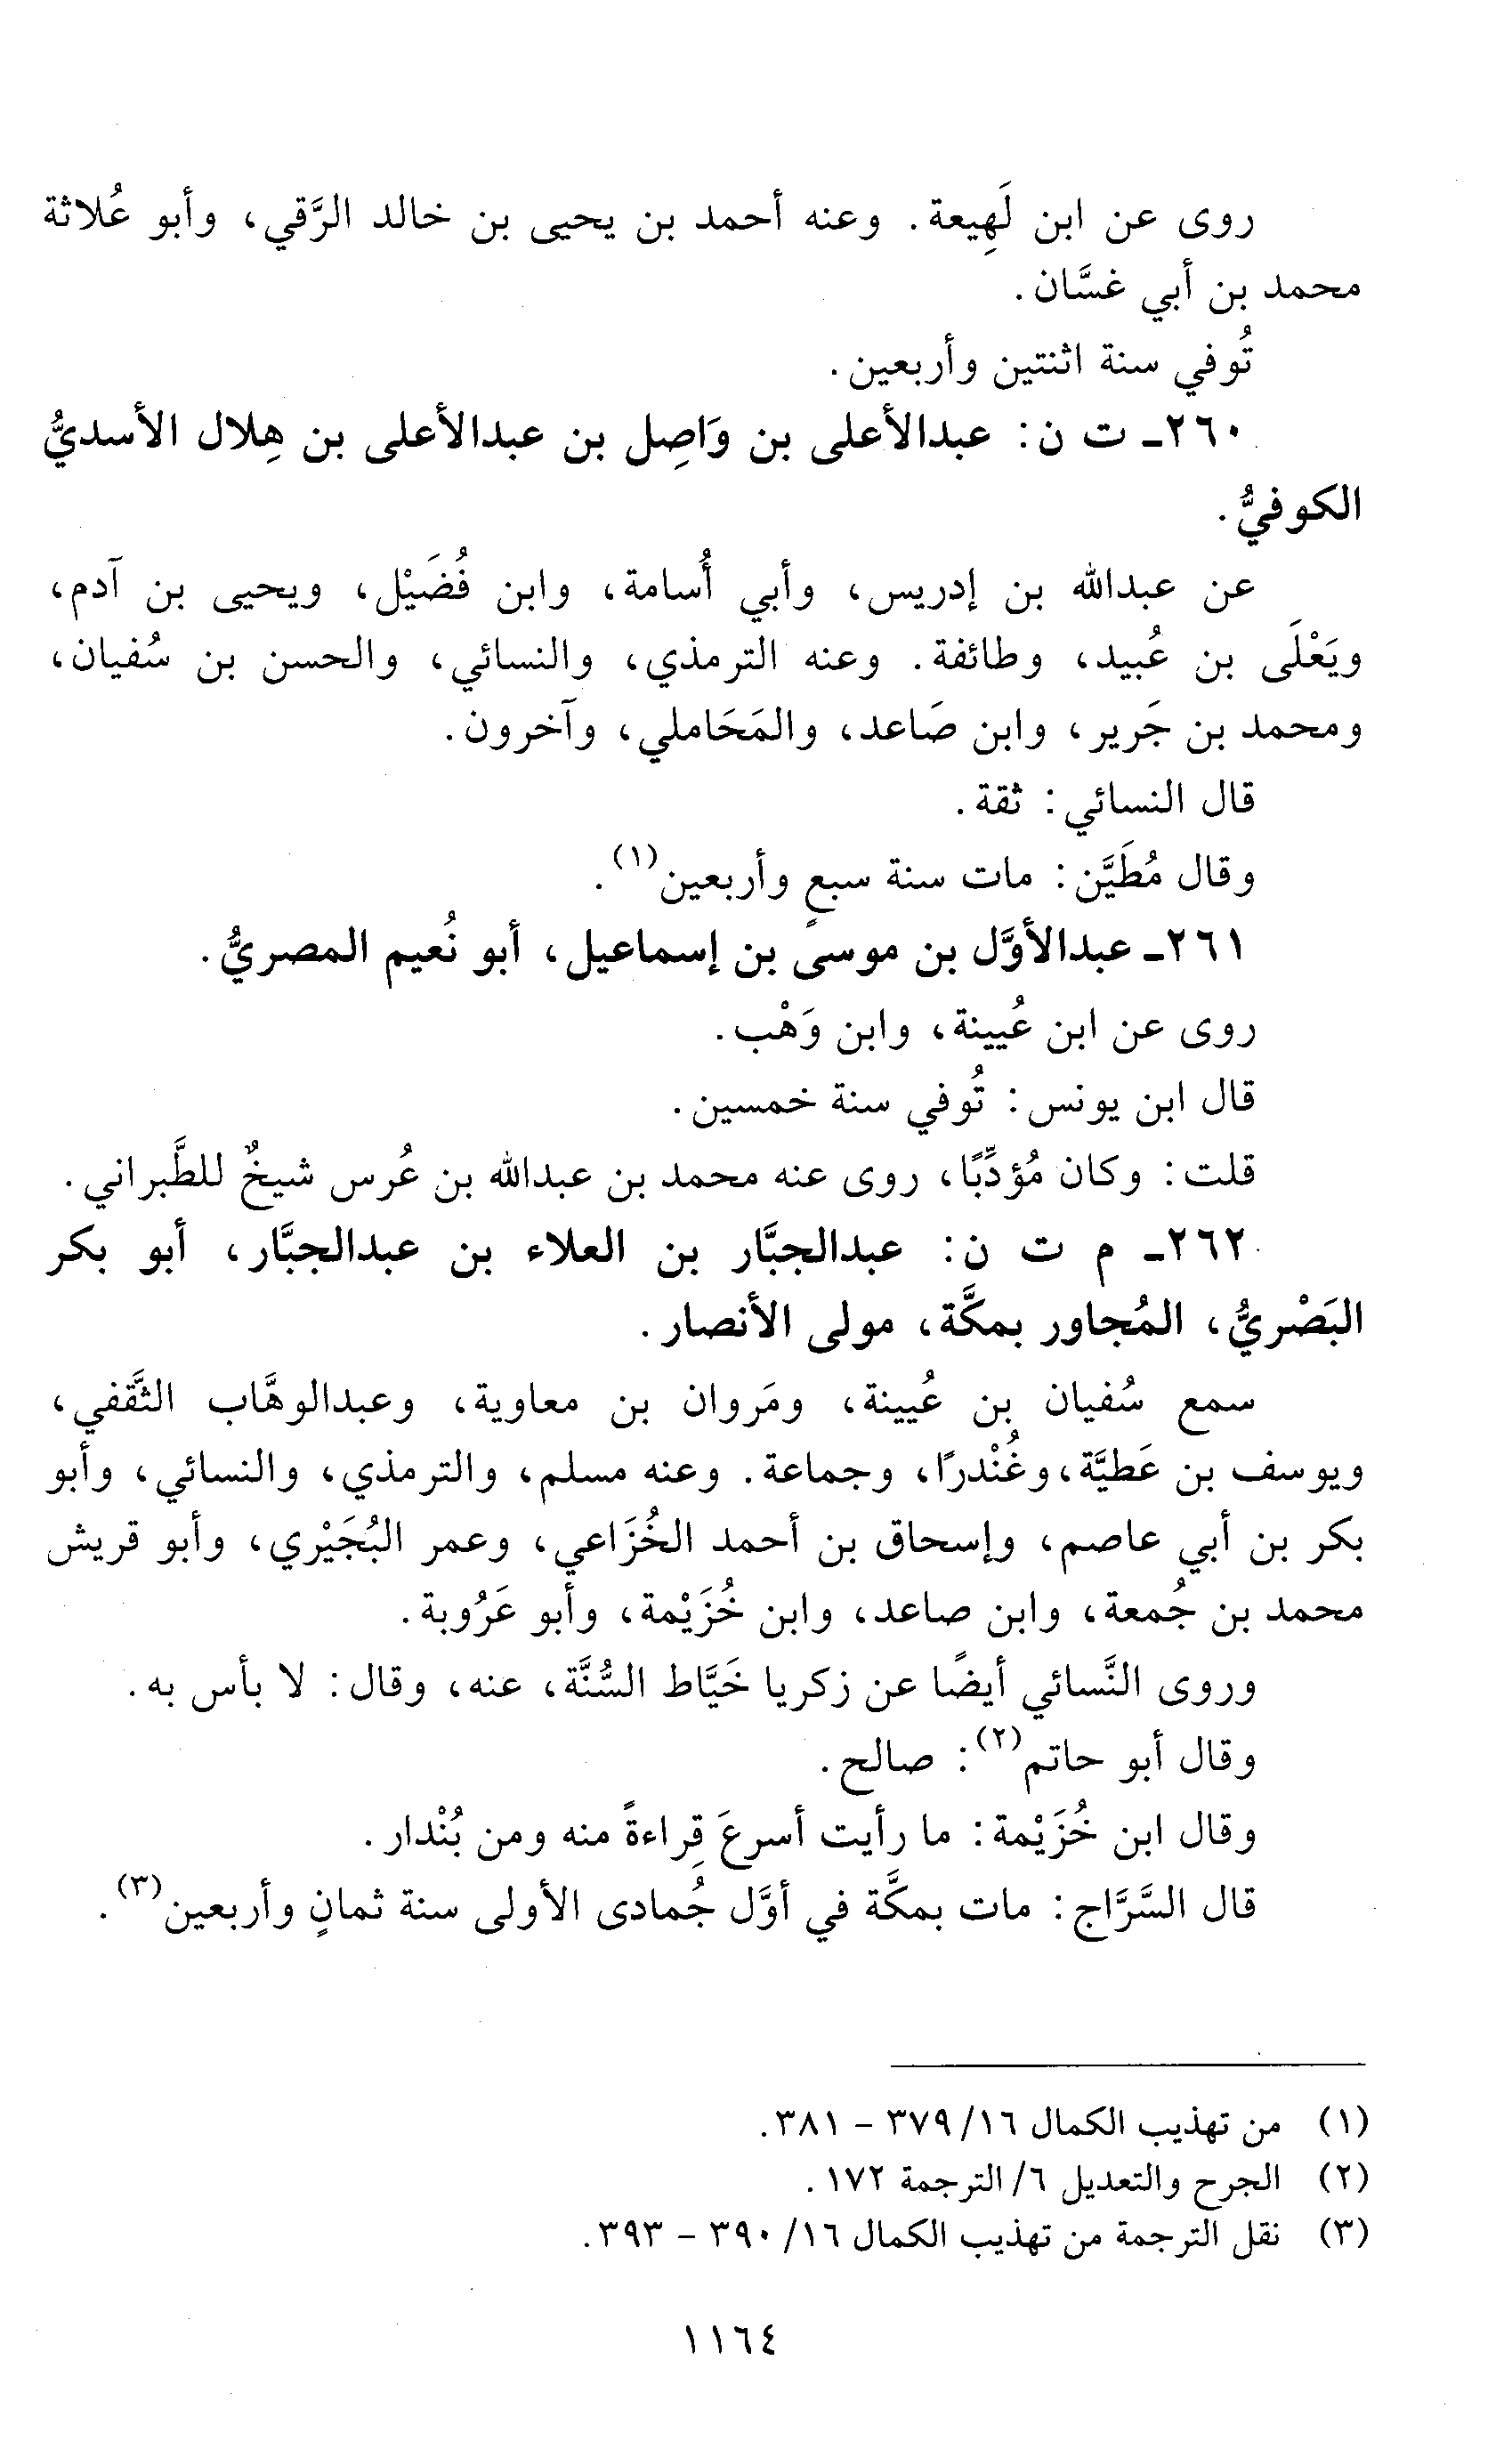 روى عن ابن لَهِيعة. وعنه أحمد بن يحيى بن خالد الرَّقي، وأبو عُلاثة
محمد بن أبي غسَّان.
تُوفي سنة اثنتين وأربعين.
٢٦٠ـ ت ن: عبدالأعلى بن وَاصِل بن عبدالأعلى بن هِلال الأسديُّ
الكوفيُّ.
عن عبدالله بن إدريس، وأبي أُسامة، وابن فُضَيْل، ويحيى بن آدم،
ويَعْلَى بن عُبيد، وطائفة. وعنه الترمذي، والنسائي، والحسن بن سُفيان،
ومحمد بن جَرير، وابن صَاعد، والمَحَاملي، وآخرون.
قال النسائي: ثقة.
وقال مُطَيَّن: مات سنة سبعٍ وأربعين(١).
٢٦١ـ عبدالأوَّل بن موسى بن إسماعيل، أبو نُعيم المصريُّ.
روى عن ابن عُيينة، وابن وَهْب.
قال ابن يونس: تُوفي سنة خمسين.
قلت: وكان مُؤدِّبًا، روى عنه محمد بن عبدالله بن عُرس شيخٌ للطَّبراني.
٢٦٢ـ م ت ن: عبدالجبَّار بن العلاء بن عبدالجبَّار، أبو بكر
البَصْريُّ، المُجاور بمكَّة، مولى الأنصار.
سمع سُفيان بن عُيينة، ومَروان بن معاوية، وعبدالوهَّاب الثَّقفي،
ويوسف بن عَطيَّة، وغُنْدرًا، وجماعة. وعنه مسلم، والترمذي، والنسائي، وأبو
بكر بن أبي عاصم، وإسحاق بن أحمد الخُزَاعي، وعمر البُجَيْري، وأبو قريش
محمد بن جُمعة، وابن صاعد، وابن خُزَيْمة، وأبو عَرُوبة.
وروى النَّسائي أيضًا عن زكريا خَيَّاط السُّنَّة، عنه، وقال: لا بأس به.
وقال أبو حاتم(٢): صالح.
وقال ابن خُزَيْمة: ما رأيت أسرعَ قِراءةً منه ومن بُنْدار.
قال السَّرَّاج: مات بمكَّة في أوَّل جُمادى الأولى سنة ثمانٍ وأربعين(٣).
(١) من تهذيب الكمال ١٦/ ٣٧٩ - ٣٨١.
(٢) الجرح والتعديل ٦/ الترجمة ١٧٢.
(٣) نقل الترجمة من تهذيب الكمال ١٦/ ٣٩٠ - ٣٩٣.
١١٦٤